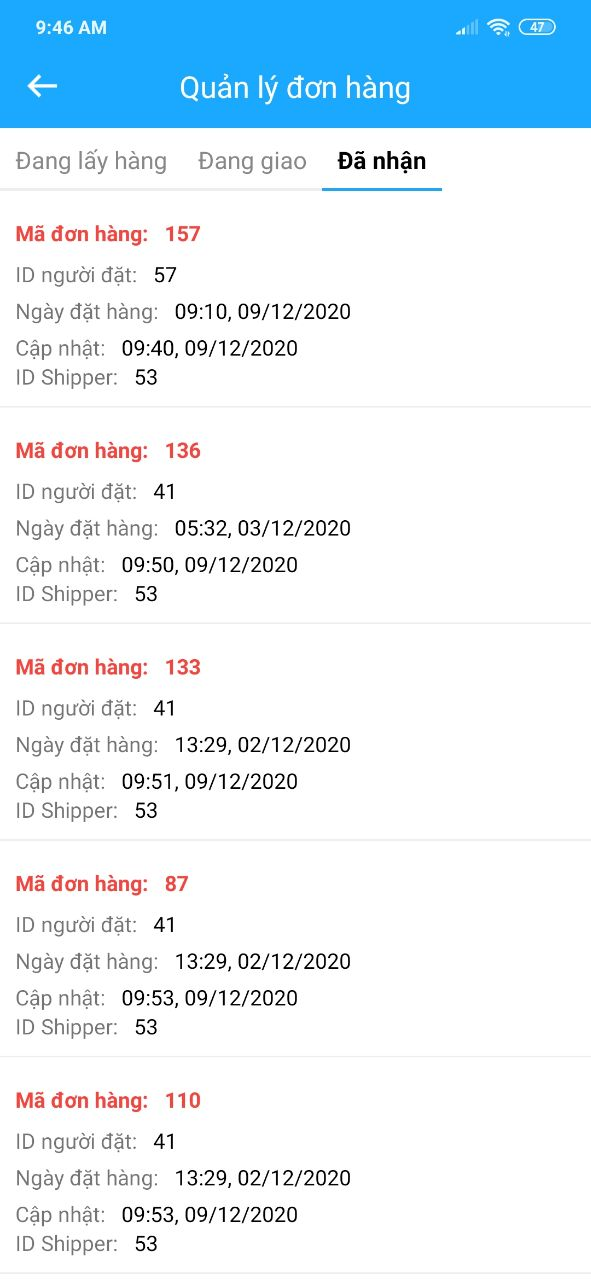 9:46 AM 47
Quản lý đơn hàng
Đang lấy hàng Đang giao Đã nhận
Mã đơn hàng: 157
ID người đặt: 57
Ngày đặt hàng: 09:10, 09/12/2020
Cập nhật: 09:40, 09/12/2020
ID Shipper: 53
Mã đơn hàng: 136
ID người đặt: 41
Ngày đặt hàng: 05:32, 03/12/2020
Cập nhật: 09:50, 09/12/2020
ID Shipper: 53
Mã đơn hàng: 133
ID người đặt: 41
Ngày đặt hàng: 13:29, 02/12/2020
Cập nhật: 09:51, 09/12/2020
ID Shipper: 53
Mã đơn hàng: 87
ID người đặt: 41
Ngày đặt hàng: 13:29, 02/12/2020
Cập nhật: 09:53, 09/12/2020
ID Shipper: 53
Mã đơn hàng: 110
ID người đặt: 41
Ngày đặt hàng: 13:29, 02/12/2020
Cập nhật: 09:53, 09/12/2020
ID Shipper: 53